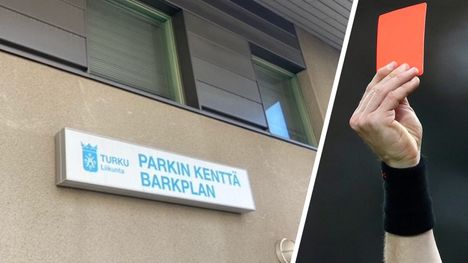 TURKU
Liikunta
PARKIN KENTTÄ
BARKPLAN